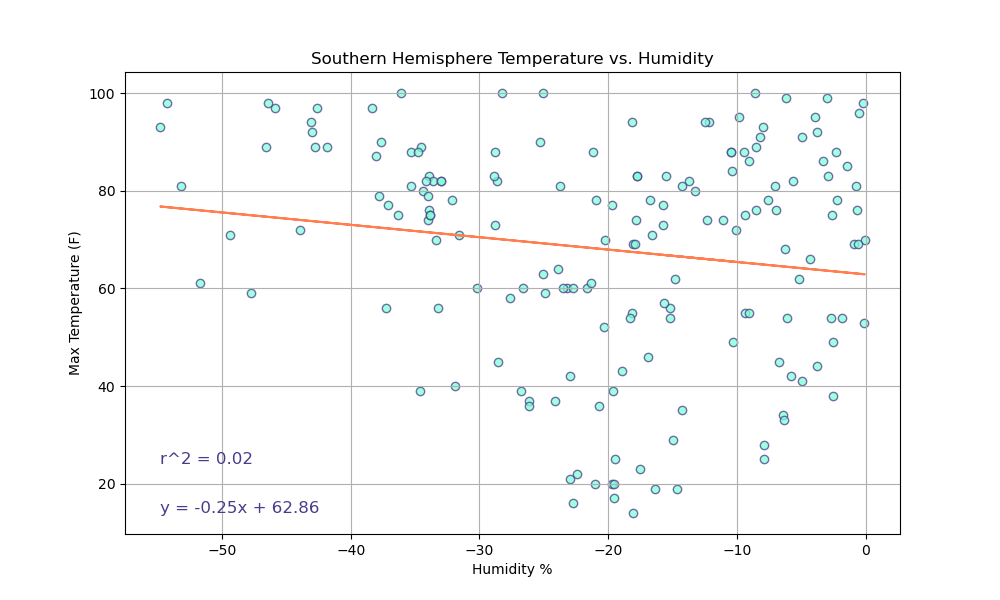 Southern Hemisphere Temperature vs. Humidity
100
80
60
40
20
Max Temperature (F)
r^2 = 0.02
y = -0.25x + 62.86
−50
−40
−30
−20
−10
0
Humidity %